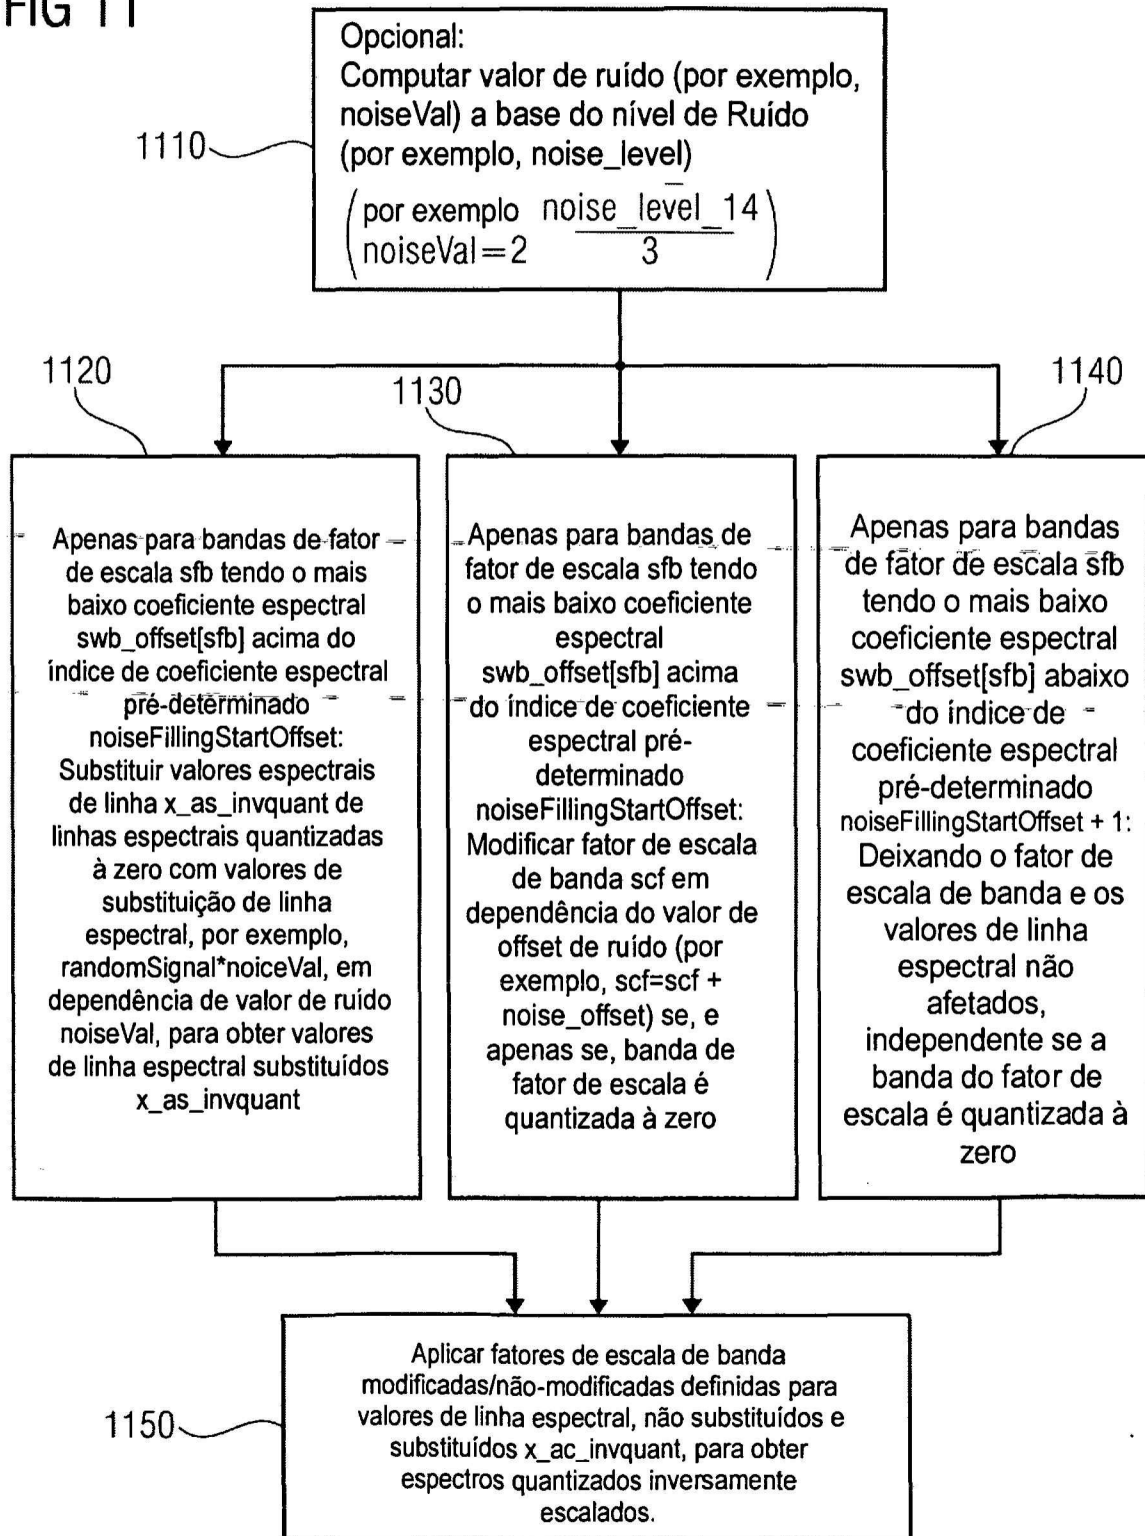 FIG 11
Opcional:
Computar valor de ruído (por exemplo,
noiseVal) a base do nível de Ruído
(por exemplo, noise_level)
por exemplo noise_level_14
noiseVal=2 3
1110
1120
1130
1140
Apenas para bandas de fator
de escala sfb tendo o mais
baixo coeficiente espectral
swb_offset[sfb] acima do
índice de coeficiente espectral
pré-determinado
noiseFillingStartOffset:
Substituir valores espectrais
de linha x_as_invquant de
linhas espectrais quantizadas
à zero com valores de
substituição de linha
espectral, por exemplo,
randomSignal*noiceVal, em
dependência de valor de ruído
noiseVal, para obter valores
de linha espectral substituídos
x_as_invquant
Apenas para bandas de
fator de escala sfb tendo
o mais baixo coeficiente
espectral
swb_offset[sfb] acima
do índice de coeficiente
espectral pré-
determinado
noiseFillingStartOffset:
Modificar fator de escala
de banda scf em
dependência do valor de
offset de ruído (por
exemplo, scf=scf +
noise_offset) se, e
apenas se, banda de
fator de escala é
quantizada à zero
Apenas para bandas
de fator de escala sfb
tendo o mais baixo
coeficiente espectral
swb_offset[sfb] abaixo
do índice de
coeficiente espectral
pré-determinado
noiseFillingStartOffset + 1:
Deixando o fator de
escala de banda e os
valores de linha
espectral não
afetados,
independente se a
banda do fator de
escala é quantizada à
zero
1150
Aplicar fatores de escala de banda
modificadas/não-modificadas definidas para
valores de linha espectral, não substituídos e
substituídos x_ac_invquant, para obter
espectros quantizados inversamente
escalados.